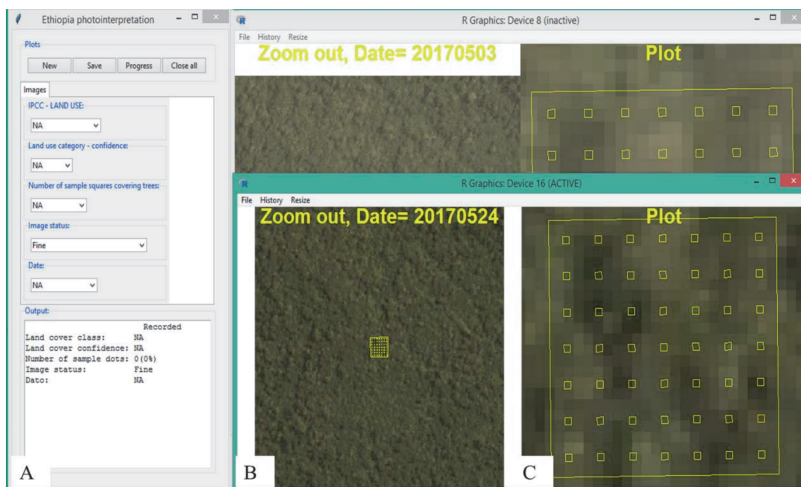 Ethiopia photointerpretation
Plots
New Save Progress Close all
Images
IPCC - LAND USE:
NA
Land use category - confidence:
NA
Number of sample squares covering trees:
NA
Image status:
Fine
Date:
NA
Output:
Recorded
Land cover class: NA
Land cover confidence: NA
Number of sample dots: 0(0%)
Image status: Fine
Dato: NA
A
R Graphics: Device 8 (inactive)
File History Resize
Zoom out, Date= 20170503
Plot
R Graphics: Device 16 (ACTIVE)
File History Resize
Zoom out, Date= 20170524
Plot
B
C